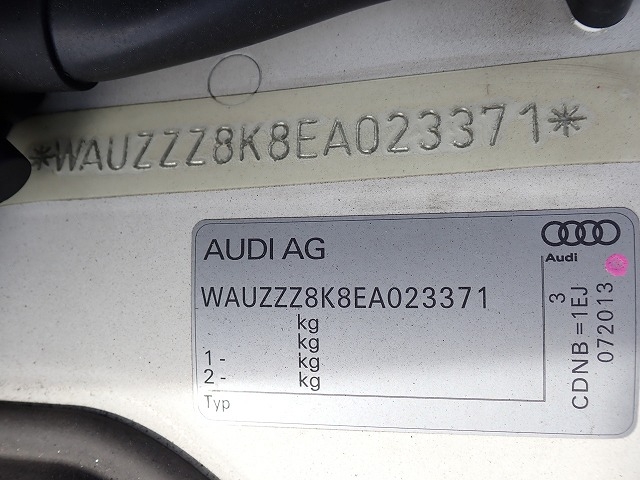 *WAUZZZ8K8EA023371*
AUDI AG
Audi
WAUZZZ8K8EA023371
kg
kg
1- kg
2- kg
Typ
3
CDNB=1EJ
072013